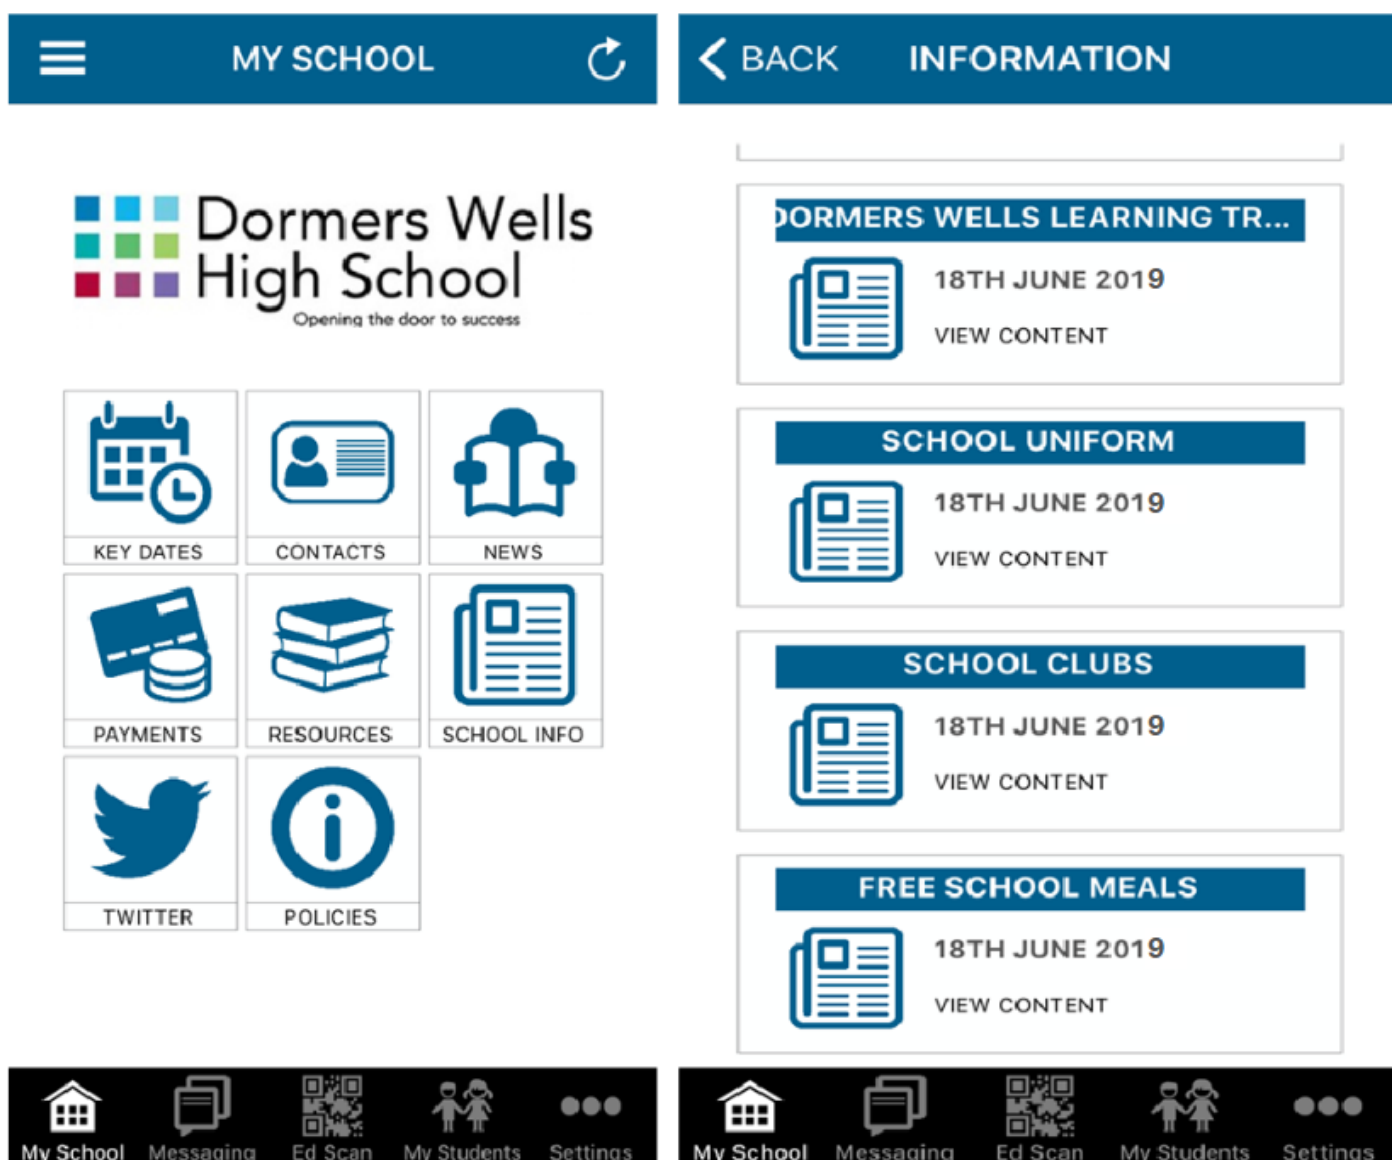 MY SCHOOL
Dormers Wells
High School
Opening the door to success
KEY DATES
CONTACTS
NEWS
PAYMENTS
RESOURCES
SCHOOL INFO
TWITTER
POLICIES
My School
Messaging
Ed Scan
My Students
Settings
BACK
INFORMATION
DORMERS WELLS LEARNING TR...
18TH JUNE 2019
VIEW CONTENT
SCHOOL UNIFORM
18TH JUNE 2019
VIEW CONTENT
SCHOOL CLUBS
18TH JUNE 2019
VIEW CONTENT
FREE SCHOOL MEALS
18TH JUNE 2019
VIEW CONTENT
My School
Messaging
Ed Scan
My Students
Settings